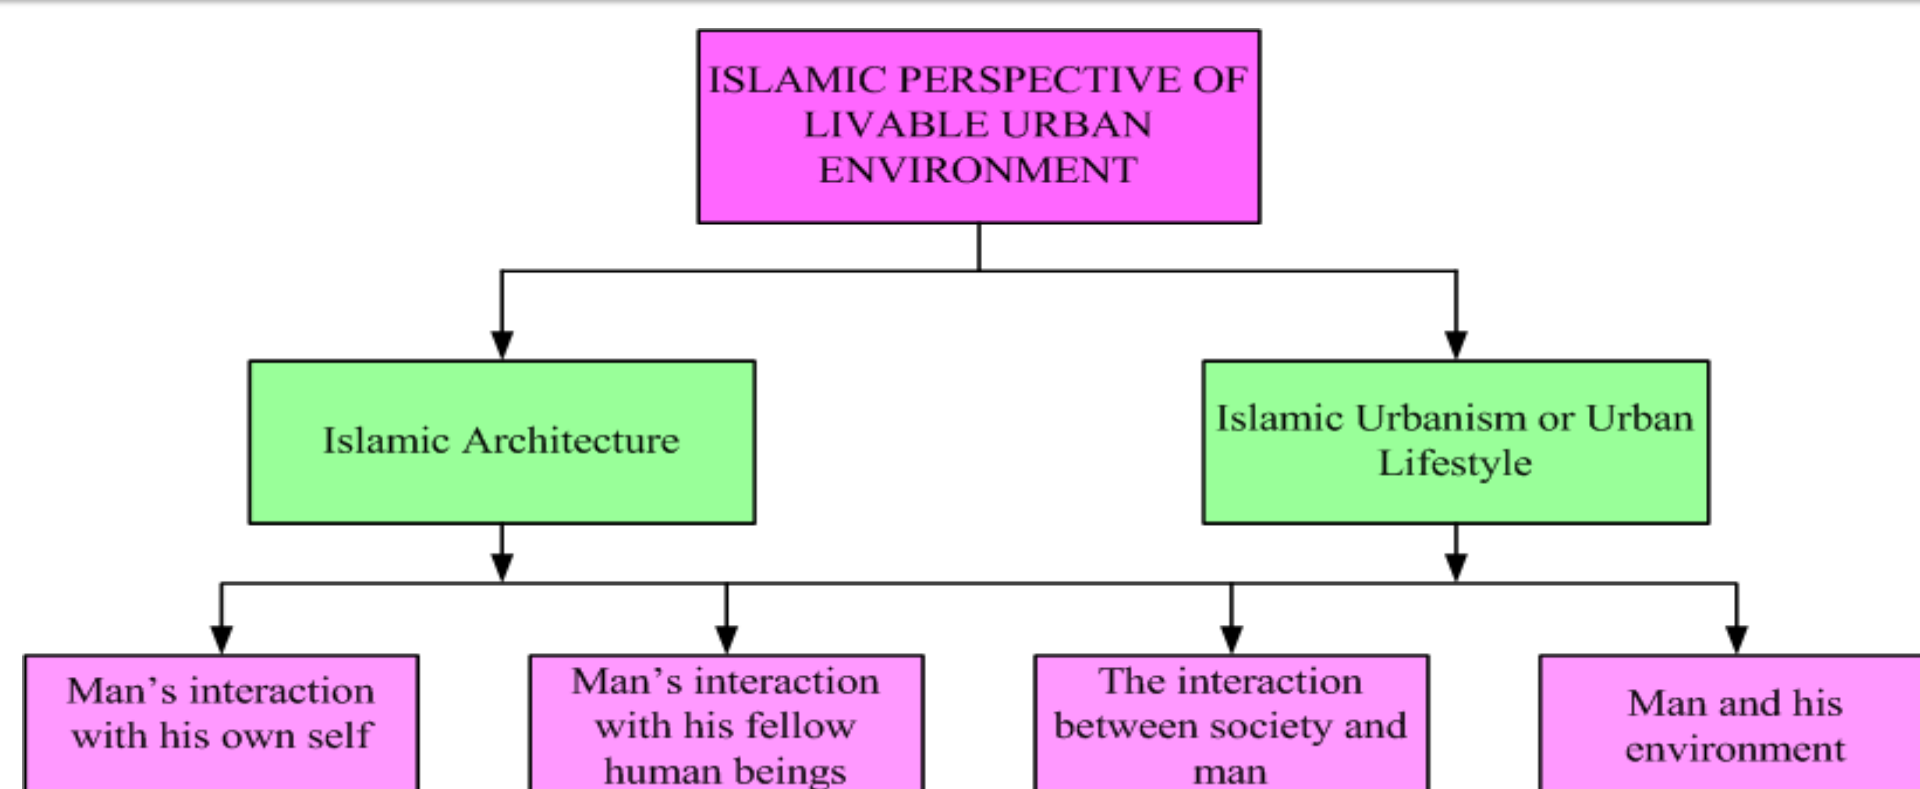 ISLAMIC PERSPECTIVE OF
LIVABLE URBAN
ENVIRONMENT
Islamic Architecture
Islamic Urbanism or Urban
Lifestyle
Man’s interaction
with his own self
Man’s interaction
with his fellow
human beings
The interaction
between society and
man
Man and his
environment